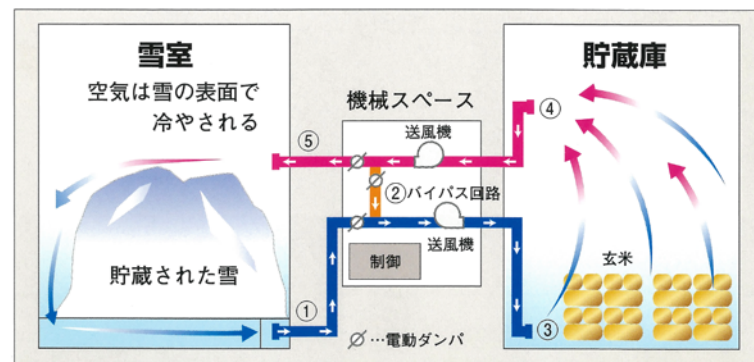 雪室
空気は雪の表面で
冷やされる
貯蔵された雪
①
⑤
機械スペース
送風機
②バイパス回路
送風機
制御
…電動ダンパ
貯蔵庫
④
玄米
③